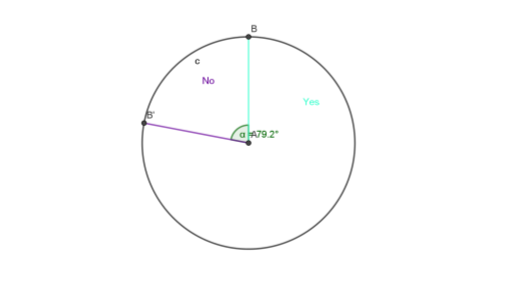 B
c
No
Yes
B'
α = 79.2°
A